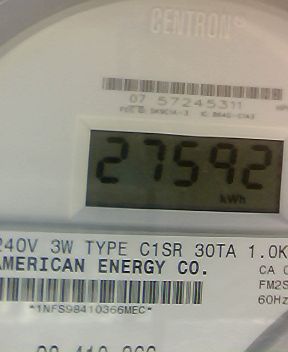 CENTRON®
07 57245311
27592
kWh
240V 3W TYPE C1SR 30TA 1.0K
AMERICAN ENERGY CO.
CA
FM2S
60Hz
*1NFS98410366MEC*